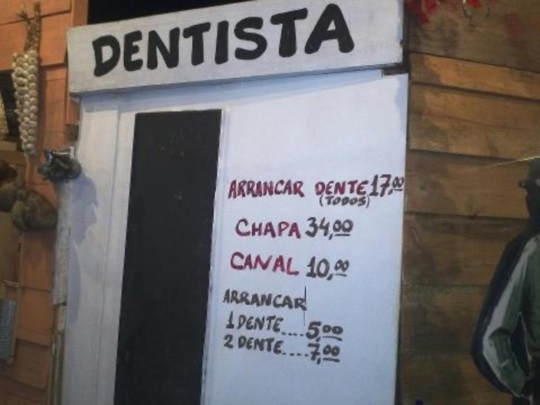 DENTISTA
ARRANCAR DENTE 17,00
(TODOS)
CHAPA 34,00
CANAL 10,00
ARRANCAR
1 DENTE....5,00
2 DENTE....7,00